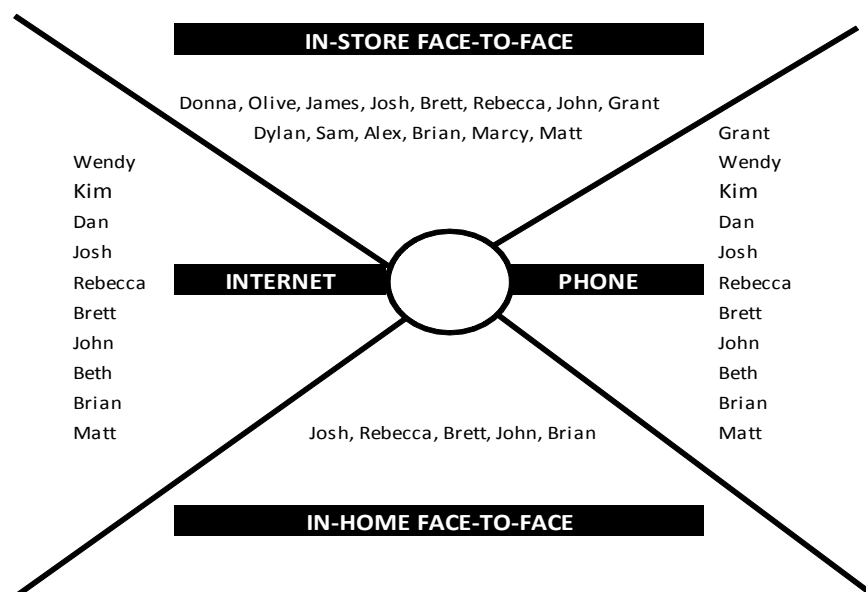 IN-STORE FACE-TO-FACE
Donna, Olive, James, Josh, Brett, Rebecca, John, Grant
Dylan, Sam, Alex, Brian, Marcy, Matt
Wendy
Kim
Dan
Josh
Rebecca
Brett
John
Beth
Brian
Matt
INTERNET
PHONE
Grant
Wendy
Kim
Dan
Josh
Rebecca
Brett
John
Beth
Brian
Matt
Josh, Rebecca, Brett, John, Brian
IN-HOME FACE-TO-FACE